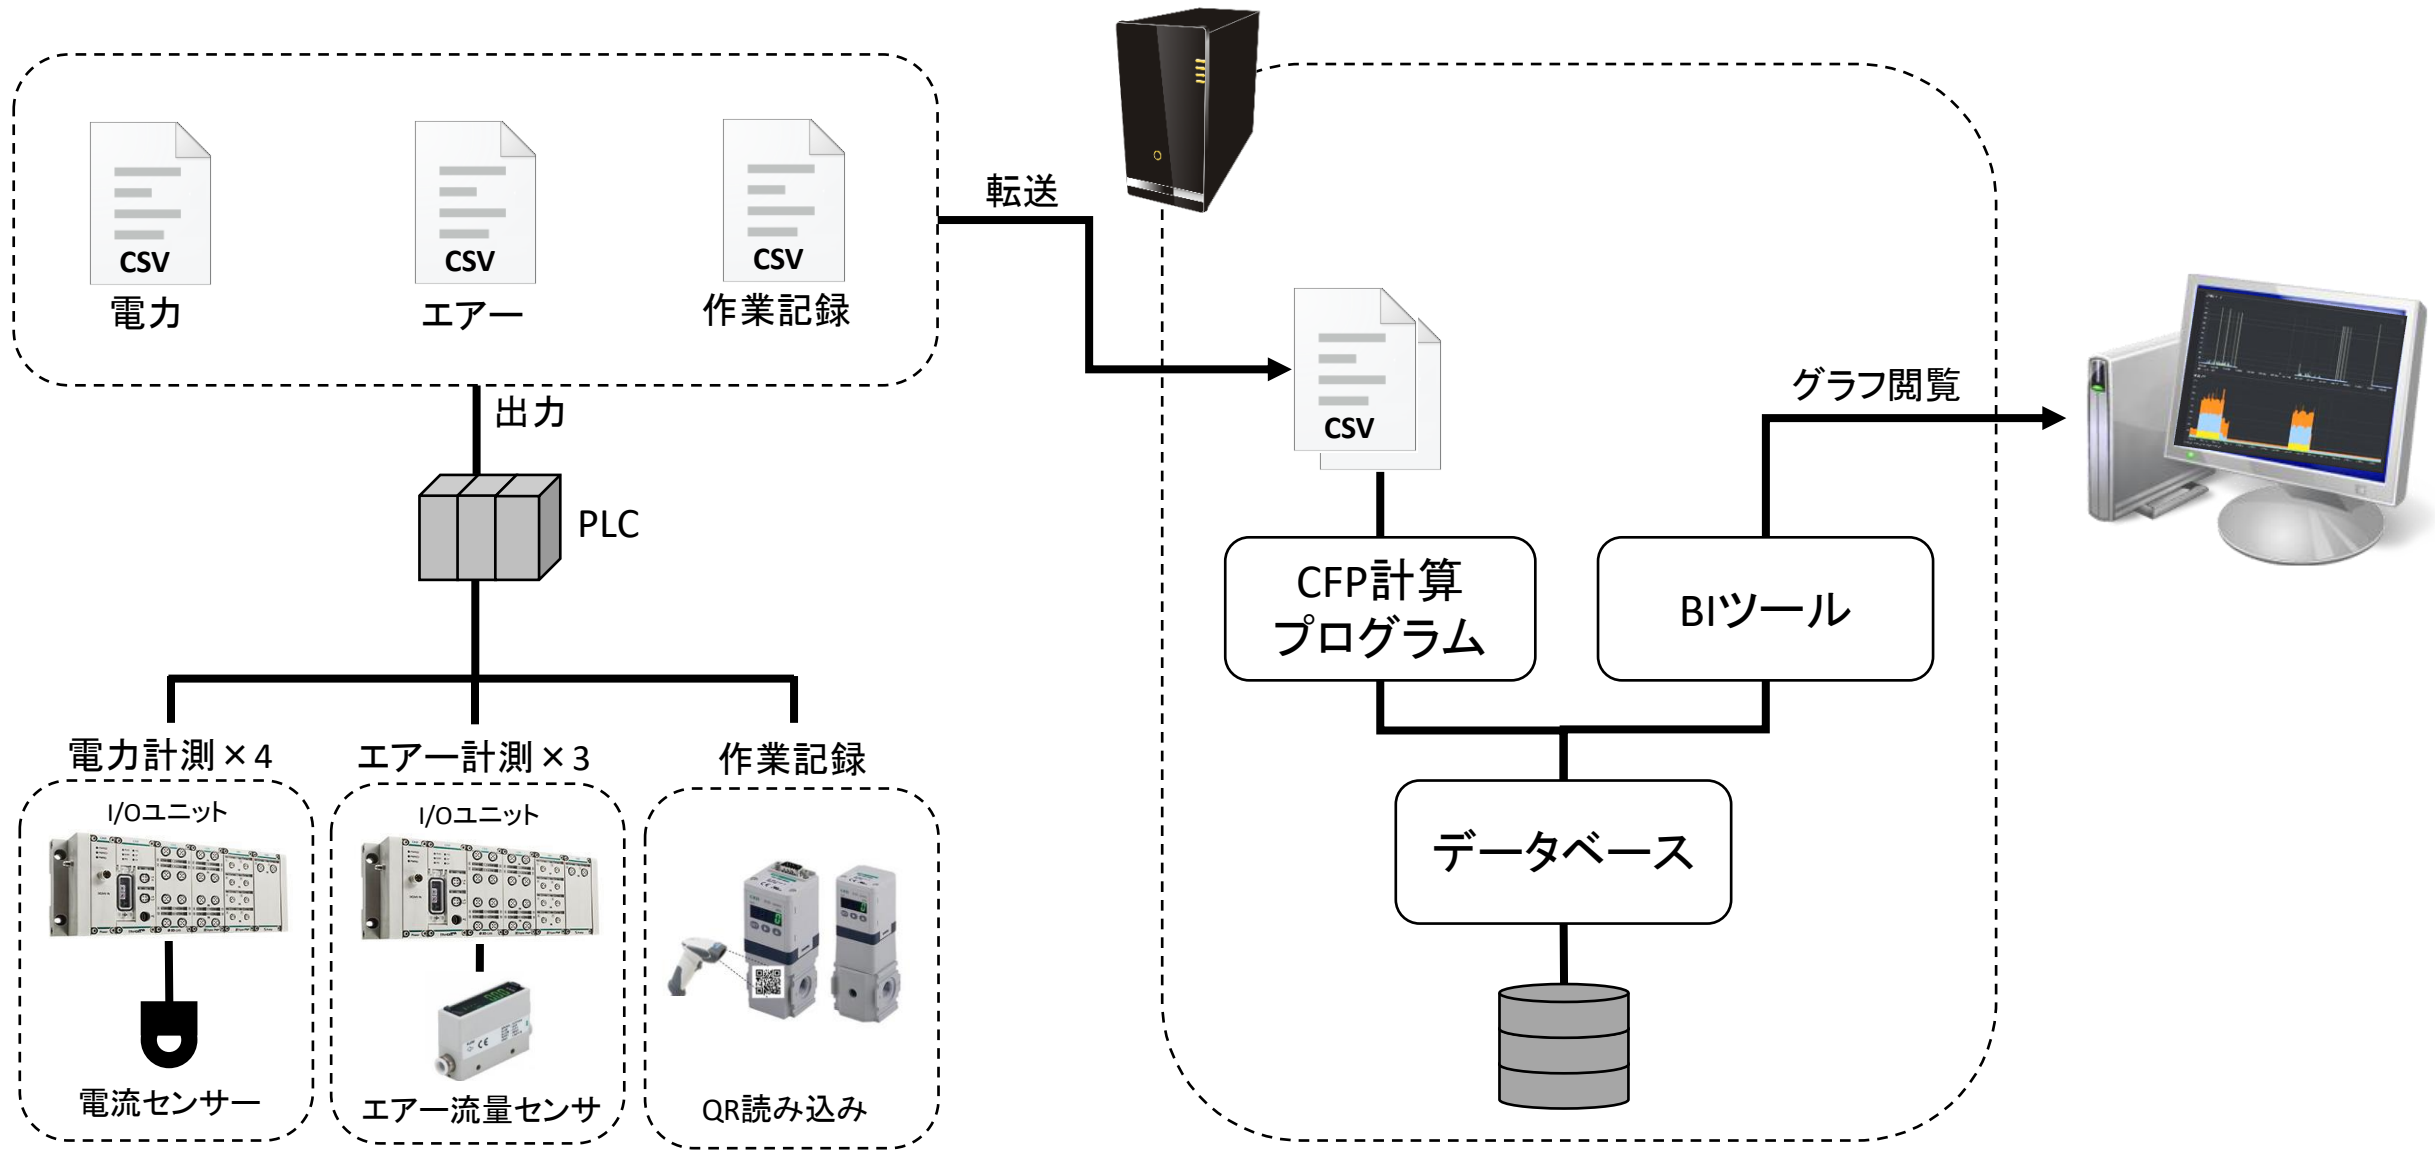 CSV
電力
CSV
エアー
CSV
作業記録
転送
出力
PLC
電力計測×4
I/Oユニット
電流センサー
エアー計測×3
I/Oユニット
エアー流量センサ
作業記録
QR読み込み
CSV
CFP計算
プログラム
BIツール
グラフ閲覧
データベース